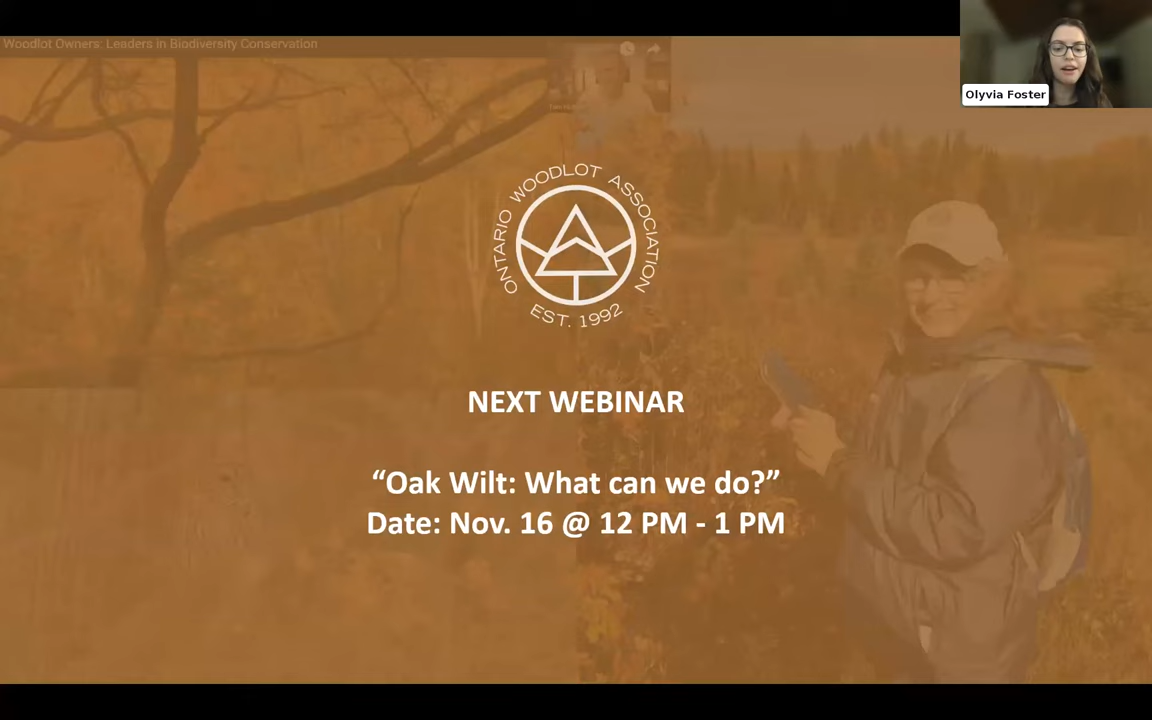 Woodlot Owners: Leaders in Biodiversity Conservation
Olyvia Foster
ONTARIO WOODLOT ASSOCIATION
EST. 1992
NEXT WEBINAR
“Oak Wilt: What can we do?”
Date: Nov. 16 @ 12 PM - 1 PM